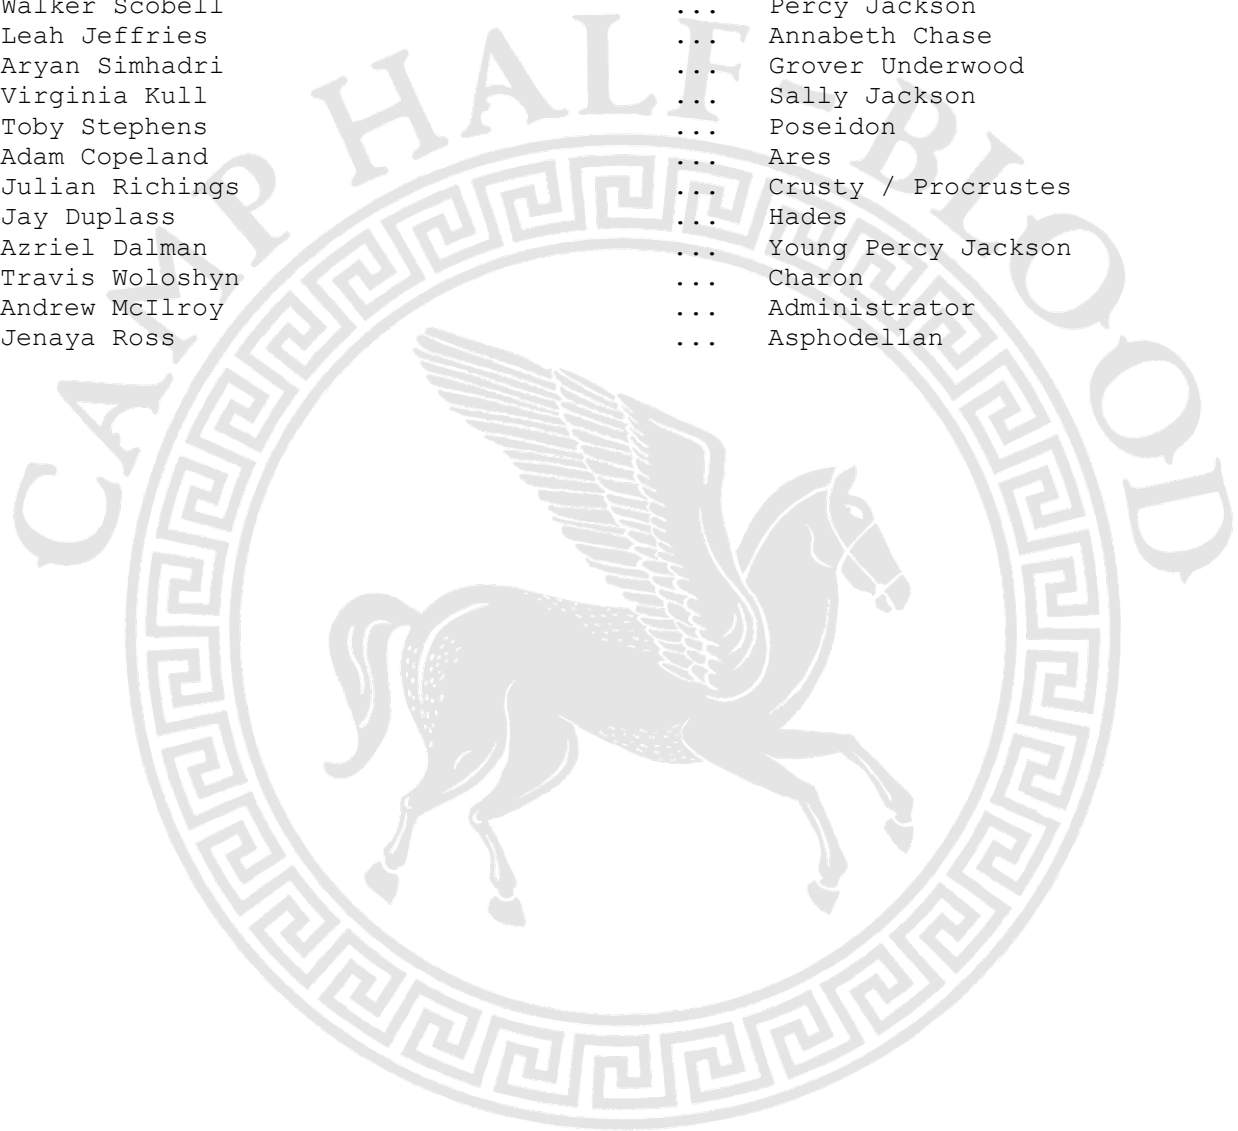 Walker Scobell ... Percy Jackson
Leah Jeffries ... Annabeth Chase
Aryan Simhadri ... Grover Underwood
Virginia Kull ... Sally Jackson
Toby Stephens ... Poseidon
Adam Copeland ... Ares
Julian Richings ... Crusty / Procrustes
Jay Duplass ... Hades
Azriel Dalman ... Young Percy Jackson
Travis Woloshyn ... Charon
Andrew McIlroy ... Administrator
Jenaya Ross ... Asphodellan
CAMP HALF-BLOOD